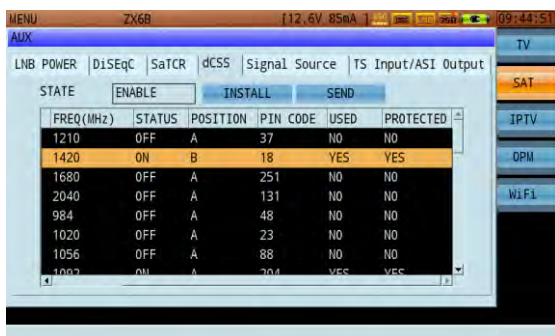 MENU ZX6B [12.6V 85mA ] 09:44:51
AUX
LNB POWER DiSEqC SaTCR dCSS Signal Source TS Input/ASI Output
STATE ENABLE INSTALL SEND
FREQ(MHz) STATUS POSITION PIN CODE USED PROTECTED
1210 OFF A 37 NO NO
1420 ON B 18 YES YES
1680 OFF A 251 NO NO
2040 OFF A 131 NO NO
984 OFF A 48 NO NO
1020 OFF A 23 NO NO
1056 OFF A 88 NO NO
1092 ON A 204 YES YES
TV
SAT
IPTV
OPM
WiFi